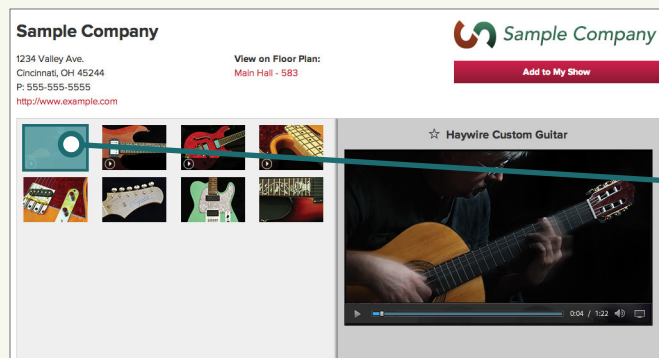 Sample Company
Sample Company
1234 Valley Ave.
Cincinnati, OH 45244
P: 555-555-5555
http://www.example.com
View on Floor Plan:
Main Hall - 583
Add to My Show
☆ Haywire Custom Guitar
0:04 / 1:22